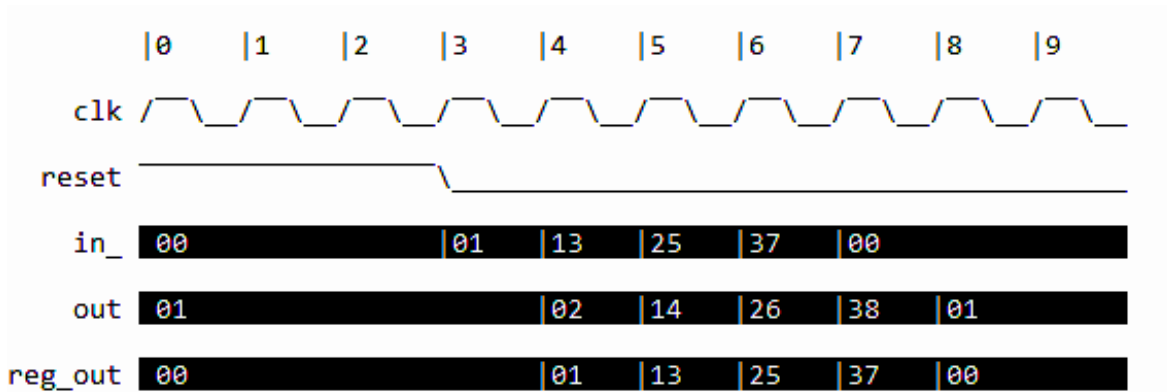 |0 |1 |2 |3 |4 |5 |6 |7 |8 |9
clk
reset
in_ 00 |01 |13 |25 |37 |00
out 01 |02 |14 |26 |38 |01
reg_out 00 |01 |13 |25 |37 |00